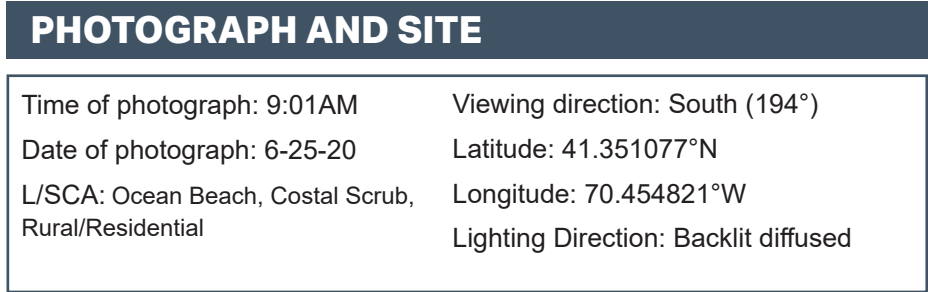 PHOTOGRAPH AND SITE
Time of photograph: 9:01AM
Date of photograph: 6-25-20
L/SCA: Ocean Beach, Costal Scrub,
Rural/Residential
Viewing direction: South (194°)
Latitude: 41.351077°N
Longitude: 70.454821°W
Lighting Direction: Backlit diffused